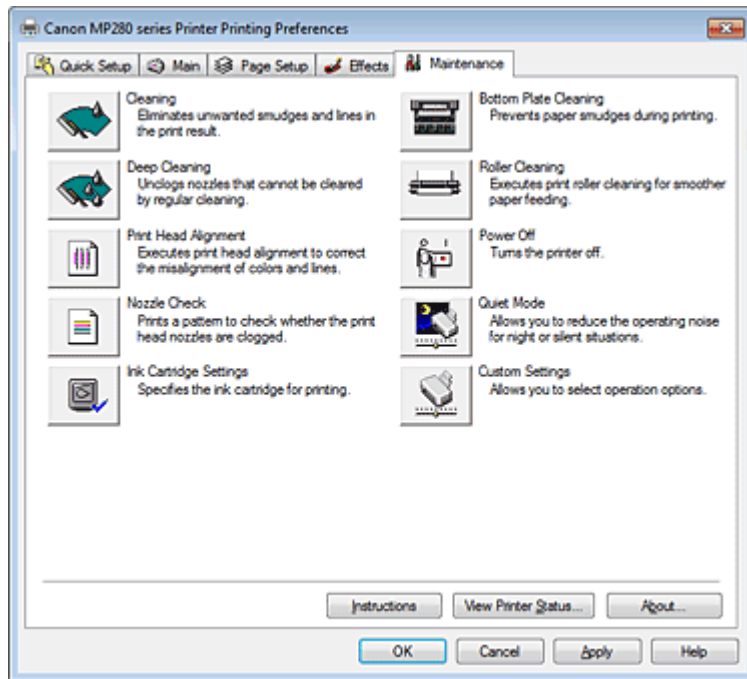 Canon MP280 series Printer Printing Preferences
Quick Setup
Main
Page Setup
Effects
Maintenance
Cleaning
Eliminates unwanted smudges and lines in
the print result.
Deep Cleaning
Unclogs nozzles that cannot be cleared
by regular cleaning.
Print Head Alignment
Executes print head alignment to correct
the misalignment of colors and lines.
Nozzle Check
Prints a pattern to check whether the print
head nozzles are clogged.
Ink Cartridge Settings
Specifies the ink cartridge for printing.
Bottom Plate Cleaning
Prevents paper smudges during printing.
Roller Cleaning
Executes print roller cleaning for smoother
paper feeding.
Power Off
Turns the printer off.
Quiet Mode
Allows you to reduce the operating noise
for night or silent situations.
Custom Settings
Allows you to select operation options.
Instructions
View Printer Status...
About...
OK
Cancel
Apply
Help